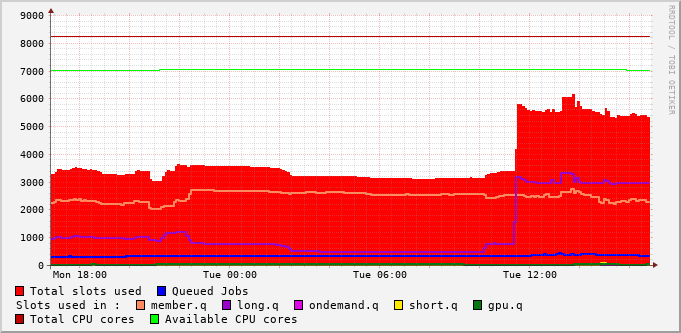 RRDTOOL / TOBI OETIKER
9000
8000
7000
6000
5000
4000
3000
2000
1000
0
Mon 18:00 Tue 00:00 Tue 06:00 Tue 12:00
Total slots used Queued Jobs
Slots used in : member.q long.q ondemand.q short.q gpu.q
Total CPU cores Available CPU cores